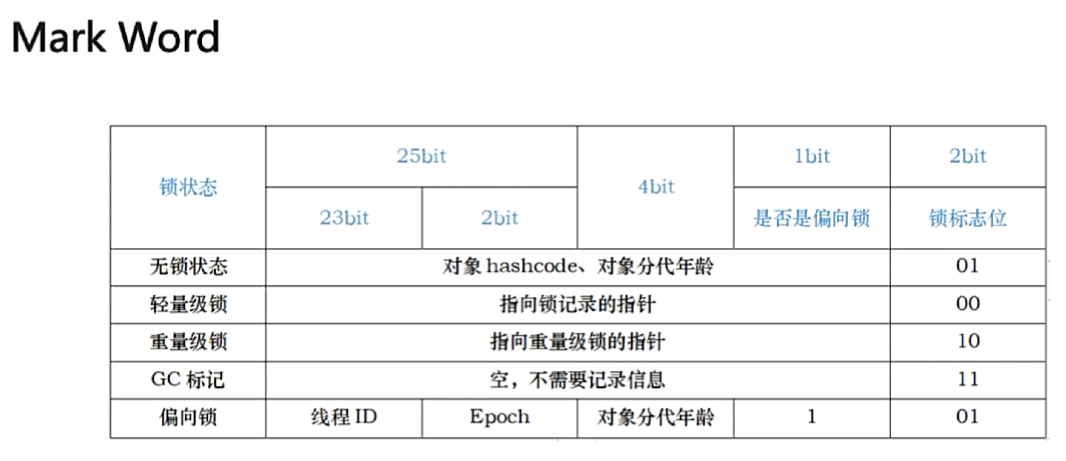 Mark Word
锁状态 25bit 4bit 1bit 2bit
23bit 2bit 是否是偏向锁 锁标志位
无锁状态 对象 hashcode、对象分代年龄 01
轻量级锁 指向锁记录的指针 00
重量级锁 指向重量级锁的指针 10
GC 标记 空，不需要记录信息 11
偏向锁 线程 ID Epoch 对象分代年龄 1 01